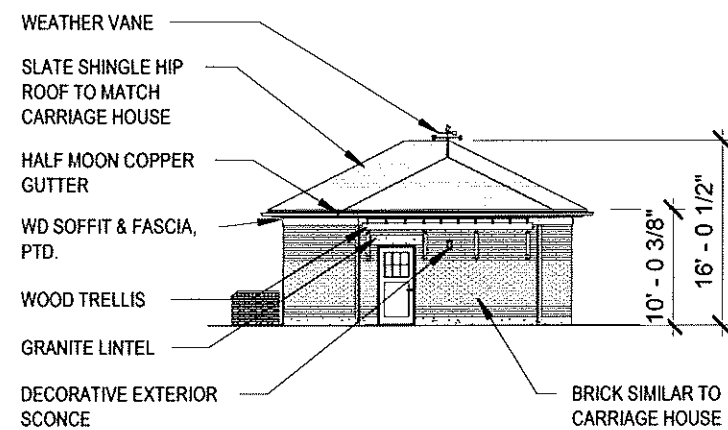 WEATHER VANE
SLATE SHINGLE HIP
ROOF TO MATCH
CARRIAGE HOUSE
HALF MOON COPPER
GUTTER
WD SOFFIT & FASCIA,
PTD.
WOOD TRELLIS
GRANITE LINTEL
DECORATIVE EXTERIOR
SCONCE
10' - 0 3/8"
16' - 0 1/2"
BRICK SIMILAR TO
CARRIAGE HOUSE